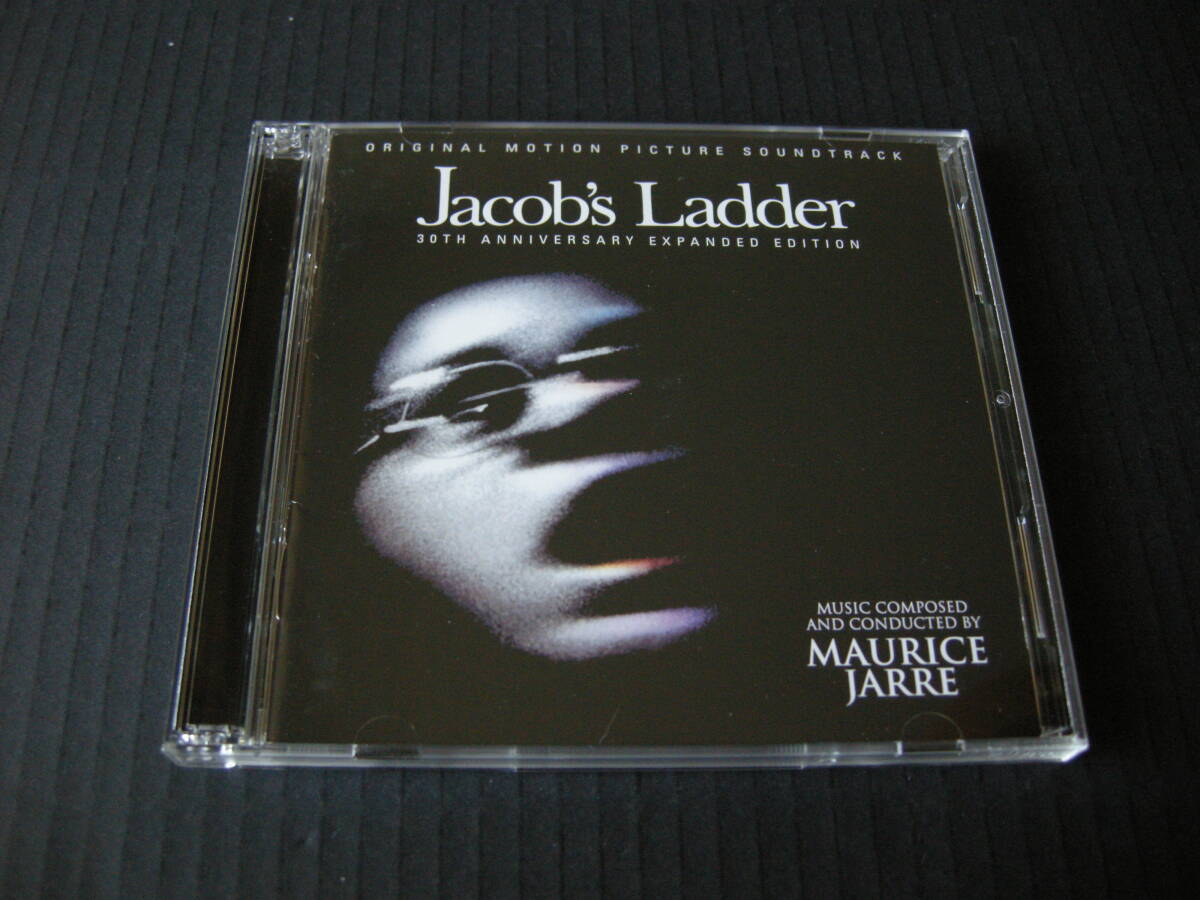 ORIGINAL MOTION PICTURE SOUNDTRACK
Jacob's Ladder
30TH ANNIVERSARY EXPANDED EDITION
MUSIC COMPOSED
AND CONDUCTED BY
MAURICE
JARRE